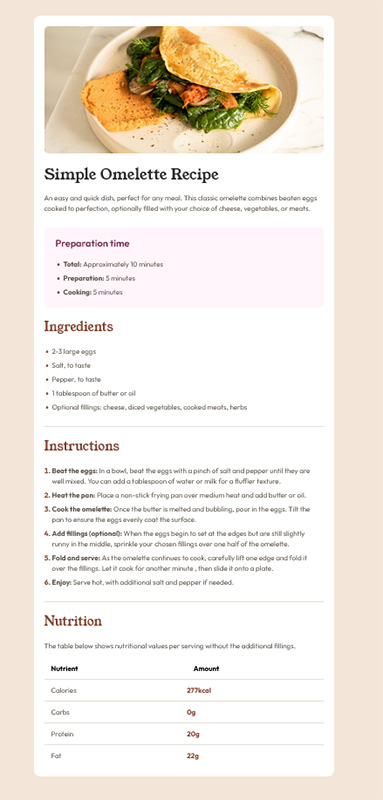 Simple Omelette Recipe
An easy and quick dish, perfect for any meal. This classic omelette combines beaten eggs
cooked to perfection, optionally filled with your choice of cheese, vegetables, or meats.
Preparation time
• Total: Approximately 10 minutes
• Preparation: 5 minutes
• Cooking: 5 minutes
Ingredients
• 2-3 large eggs
• Salt, to taste
• Pepper, to taste
• 1 tablespoon of butter or oil
• Optional fillings: cheese, diced vegetables, cooked meats, herbs
Instructions
1. Beat the eggs: In a bowl, beat the eggs with a pinch of salt and pepper until they are
well mixed. You can add a tablespoon of water or milk for a fluffier texture.
2. Heat the pan: Place a non-stick frying pan over medium heat and add butter or oil.
3. Cook the omelette: Once the butter is melted and bubbling, pour in the eggs. Tilt the
pan to ensure the eggs evenly coat the surface.
4. Add fillings (optional): When the eggs begin to set at the edges but are still slightly
runny in the middle, sprinkle your chosen fillings over one half of the omelette.
5. Fold and serve: As the omelette continues to cook, carefully lift one edge and fold it
over the fillings. Let it cook for another minute , then slide it onto a plate.
6. Enjoy: Serve hot, with additional salt and pepper if needed.
Nutrition
The table below shows nutritional values per serving without the additional fillings.
Nutrient Amount
Calories 277kcal
Carbs 0g
Protein 20g
Fat 22g